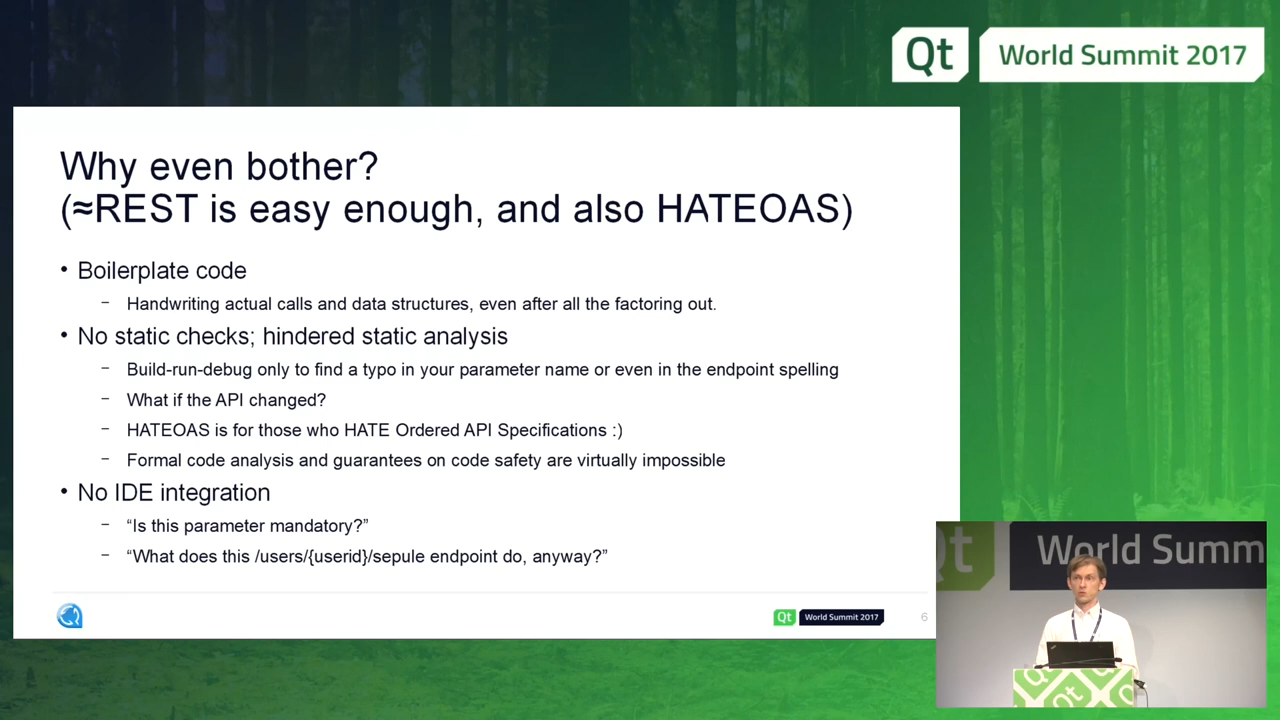 Qt World Summit 2017
Why even bother?
(≈REST is easy enough, and also HATEOAS)
• Boilerplate code
– Handwriting actual calls and data structures, even after all the factoring out.
• No static checks; hindered static analysis
– Build-run-debug only to find a typo in your parameter name or even in the endpoint spelling
– What if the API changed?
– HATEOAS is for those who HATE Ordered API Specifications :)
– Formal code analysis and guarantees on code safety are virtually impossible
• No IDE integration
– “Is this parameter mandatory?”
– “What does this /users/{userid}/sepule endpoint do, anyway?”
Qt World Summit 2017
6
Qt World Summ
Qt